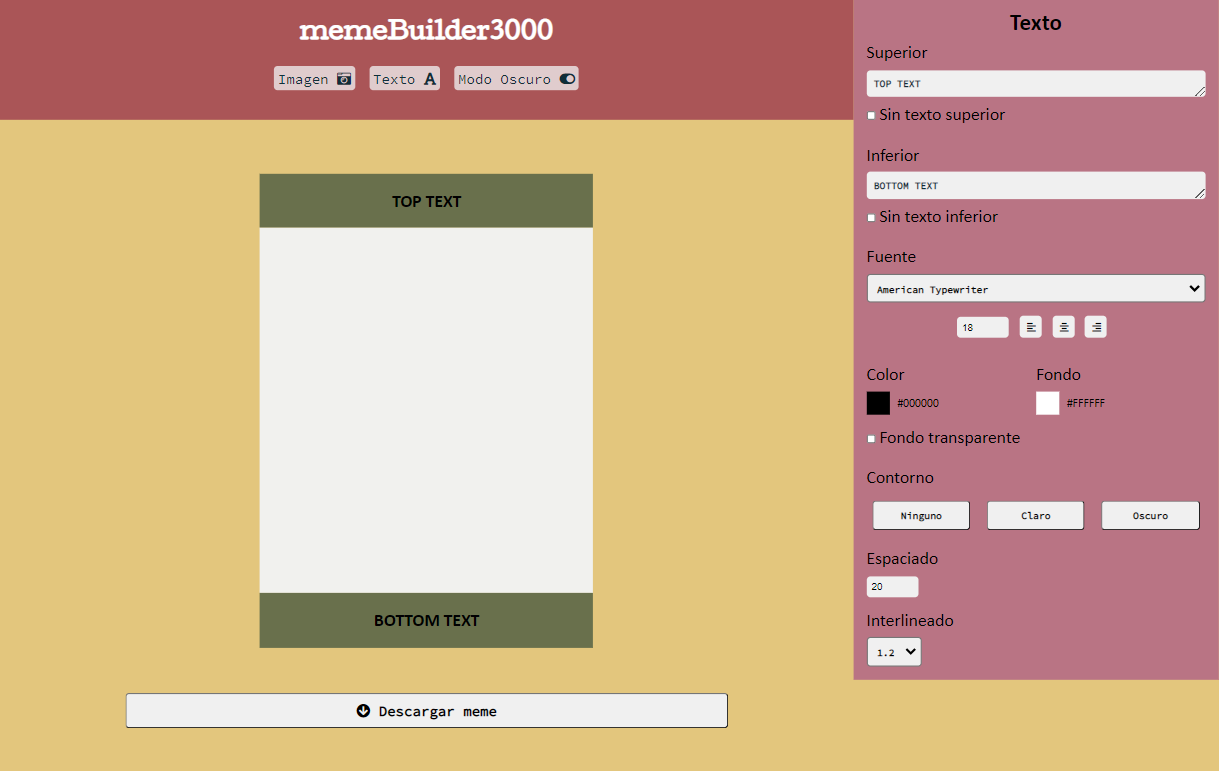 memeBuilder3000
Imagen
Texto
Modo Oscuro
TOP TEXT
BOTTOM TEXT
Descargar meme
Texto
Superior
TOP TEXT
Sin texto superior
Inferior
BOTTOM TEXT
Sin texto inferior
Fuente
American Typewriter
18
Color Fondo
#000000 #FFFFFF
Fondo transparente
Contorno
Ninguno Claro Oscuro
Espaciado
20
Interlineado
1.2